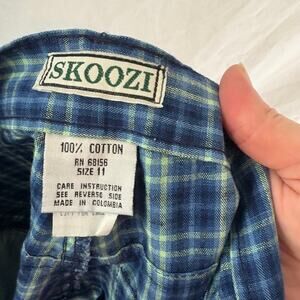 SKOOZI
100% COTTON
RN 68156
SIZE 11
CARE INSTRUCTION
SEE REVERSE SIDE
MADE IN COLOMBIA